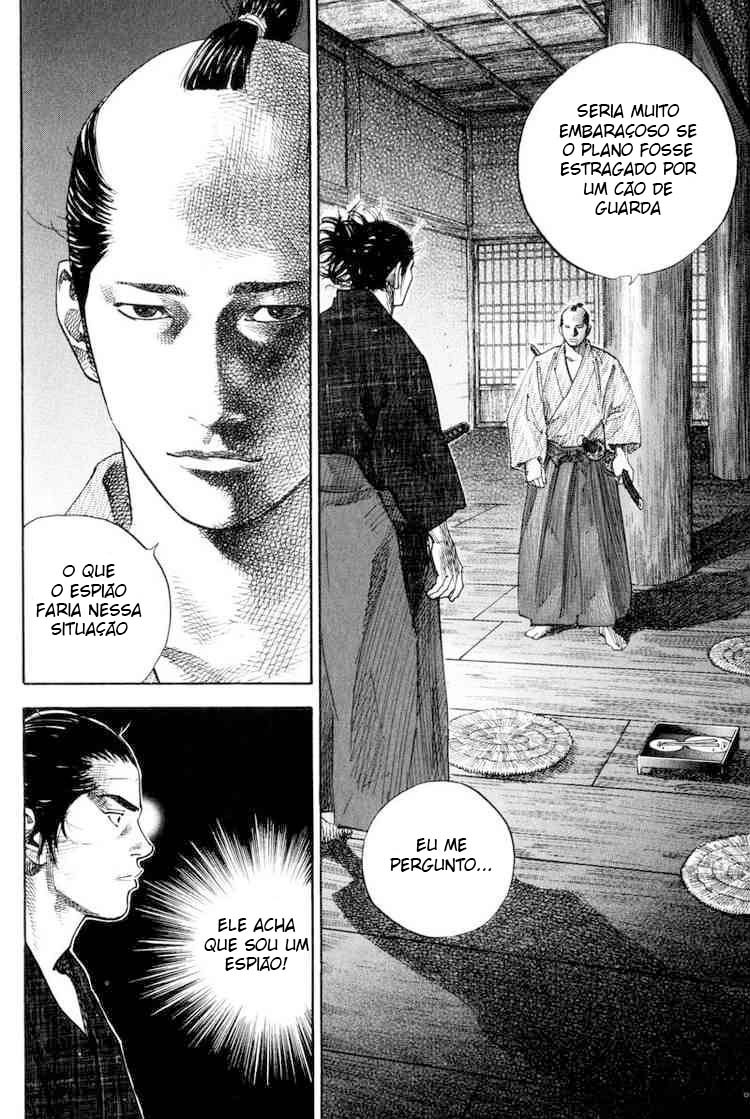 SERIA MUITO
EMBARAÇOSO SE
O PLANO FOSSE
ESTRAGADO POR
UM CÃO DE
GUARDA
EU ME
PERGUNTO...
O QUE
O ESPIÃO
FARIA NESSA
SITUAÇÃO
ELE ACHA
QUE SOU UM
ESPIÃO!